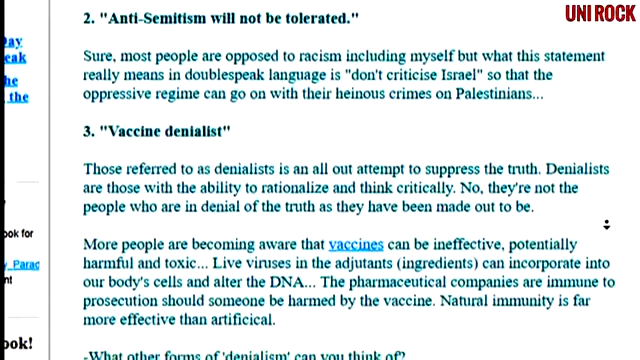 UNI ROCK
2. "Anti-Semitism will not be tolerated."
Sure, most people are opposed to racism including myself but what this statement
really means in doublespeak language is "don't criticise Israel" so that the
oppressive regime can go on with their heinous crimes on Palestinians...
3. "Vaccine denialist"
Those referred to as denialists is an all out attempt to suppress the truth. Denialists
are those with the ability to rationalize and think critically. No, they're not the
people who are in denial of the truth as they have been made out to be.
More people are becoming aware that vaccines can be ineffective, potentially
harmful and toxic... Live viruses in the adjutants (ingredients) can incorporate into
our body's cells and alter the DNA... The pharmaceutical companies are immune to
prosecution should someone be harmed by the vaccine. Natural immunity is far
more effective than artificical.
-What other forms of 'denialism' can you think of?
the
for